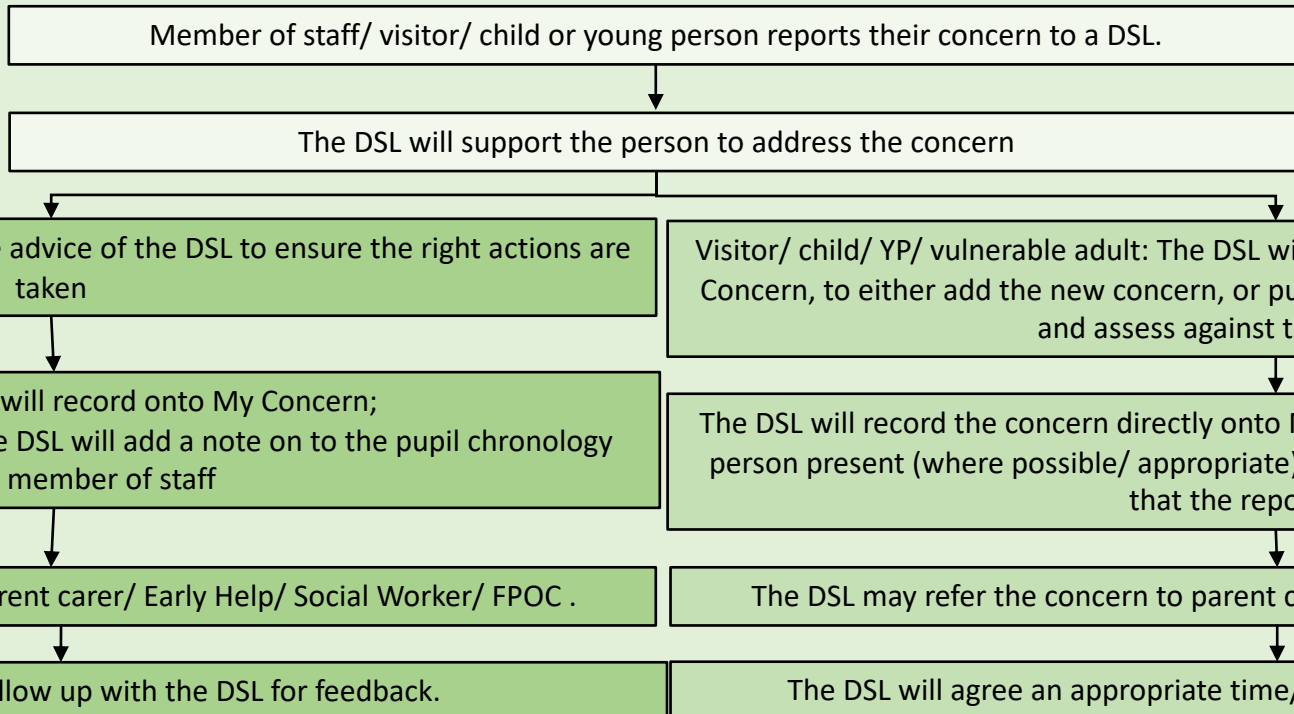 Member of staff/ visitor/ child or young person reports their concern to a DSL.
The DSL will support the person to address the concern
advice of the DSL to ensure the right actions are
taken
will record onto My Concern;
DSL will add a note on to the pupil chronology
member of staff
carer/ Early Help/ Social Worker/ FPOC .
up with the DSL for feedback.
Visitor/ child/ YP/ vulnerable adult: The DSL
Concern, to either add the new concern, or
and assess against
The DSL will record the concern directly onto
person present (where possible/ appropriate)
that the
The DSL may refer the concern to parent
The DSL will agree an appropriate time/